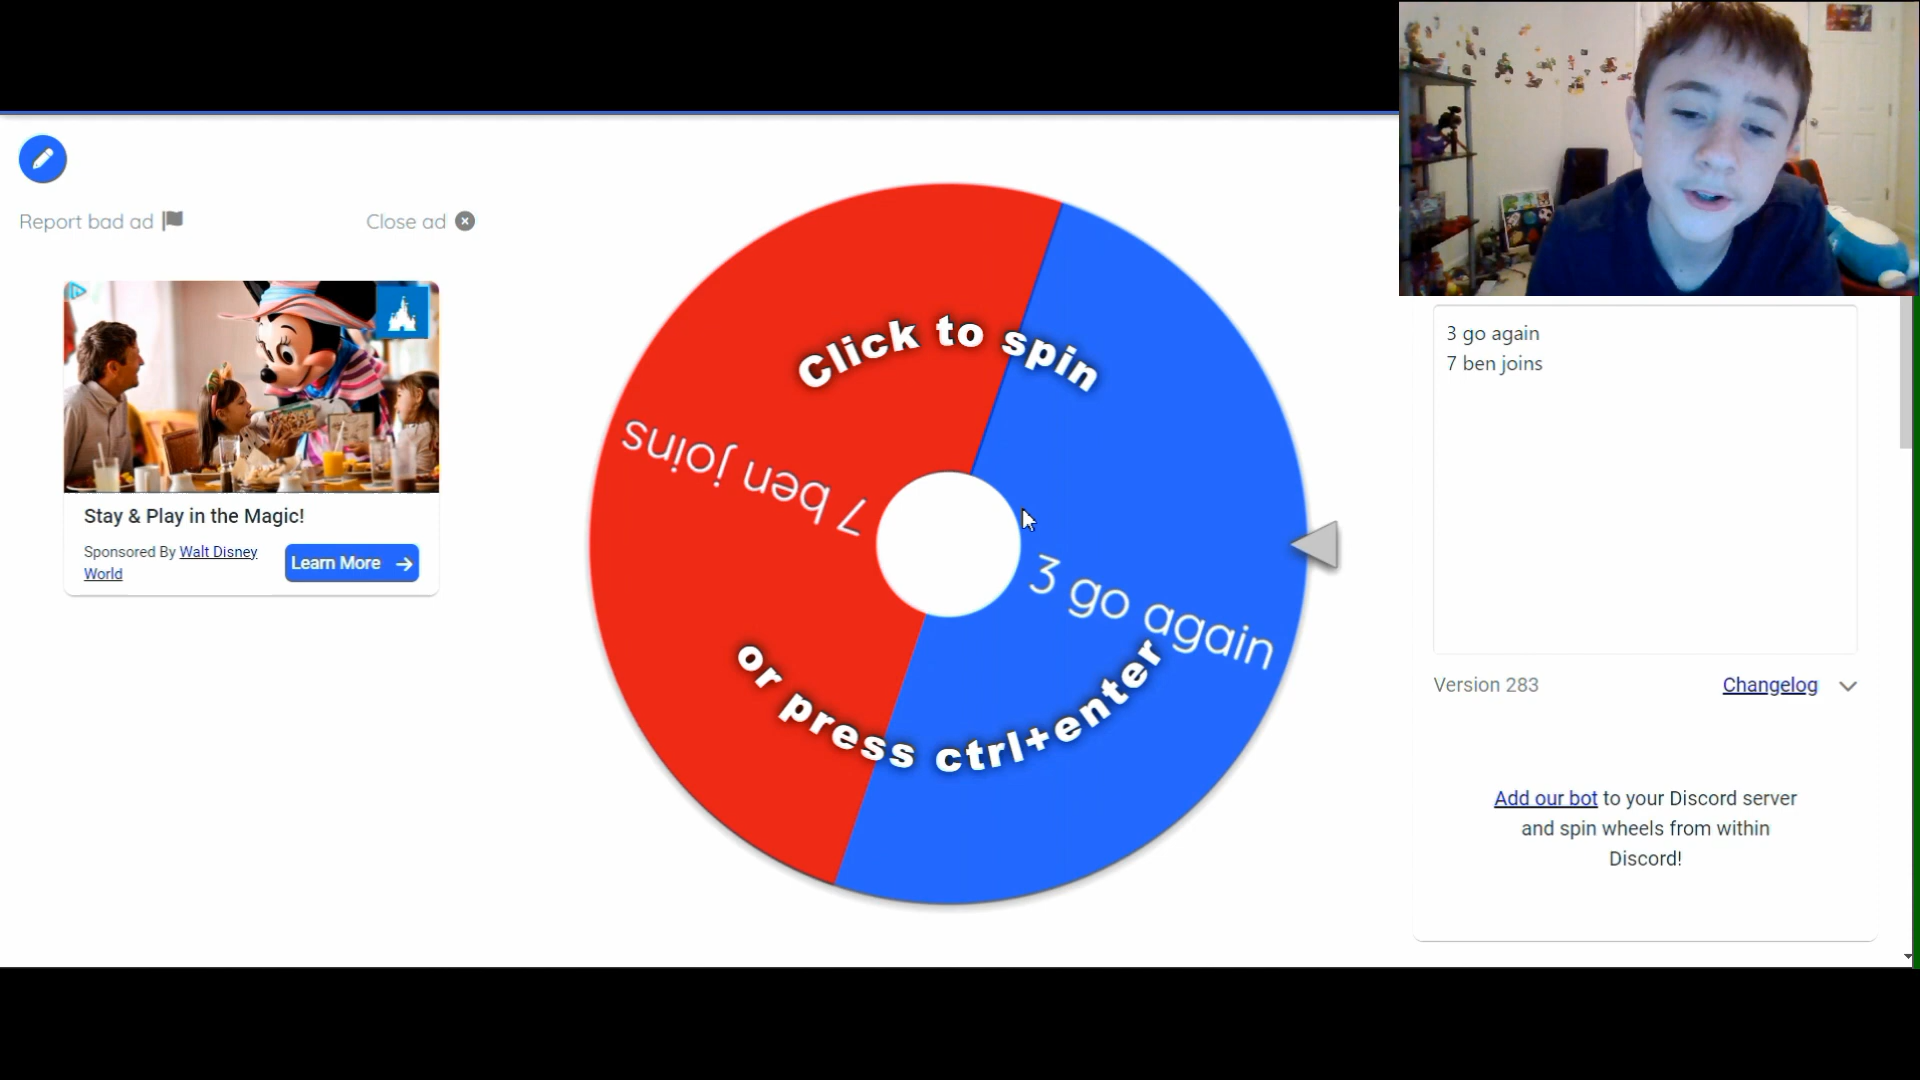 Report bad ad
Close ad
Stay & Play in the Magic!
Sponsored By Walt Disney
World
Learn More
Click to spin
7 ben joins
3 go again
or press ctrl+enter
3 go again
7 ben joins
Version 283
Changelog
Add our bot to your Discord server
and spin wheels from within
Discord!